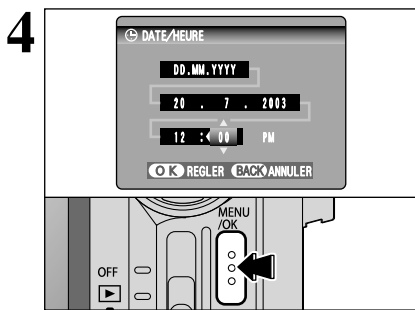 4
DATE/HEURE
DD.MM.YYYY
20 . 7 . 2003
12 : 00 PM
OK REGLER BACK ANNULER
MENU
/OK
OFF